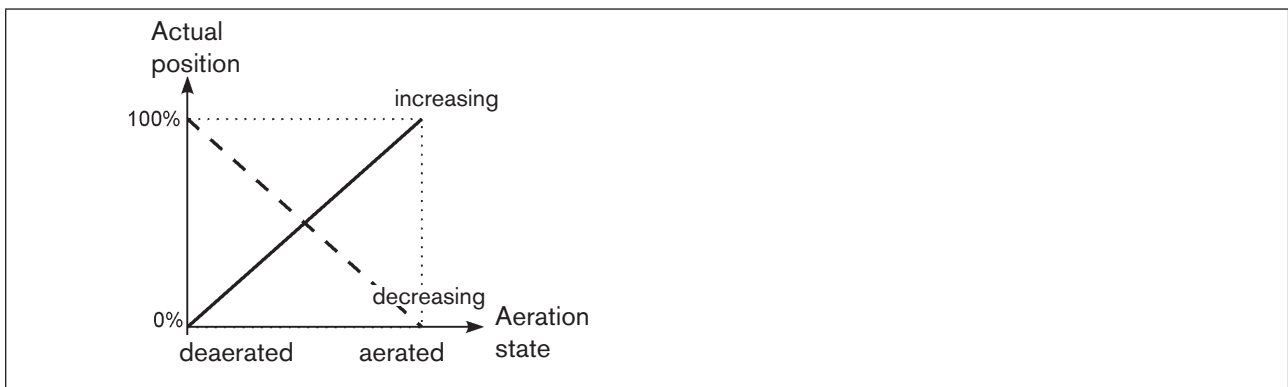 Actual
position
increasing
100%
decreasing
0%
Aeration
state
deaerated
aerated